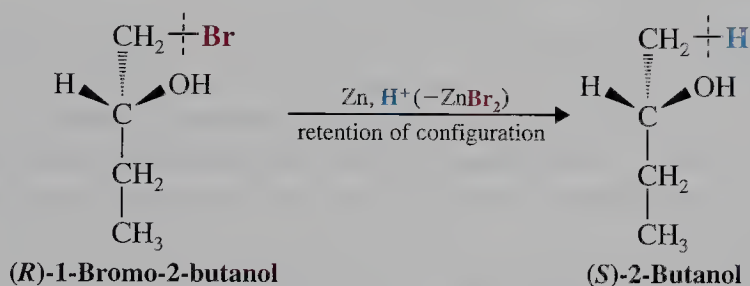 CH₂ Br
H OH
C
CH₂
CH₃
(R)-1-Bromo-2-butanol
Zn, H⁺ (−ZnBr₂)
retention of configuration
CH₂ H
H OH
C
CH₂
CH₃
(S)-2-Butanol